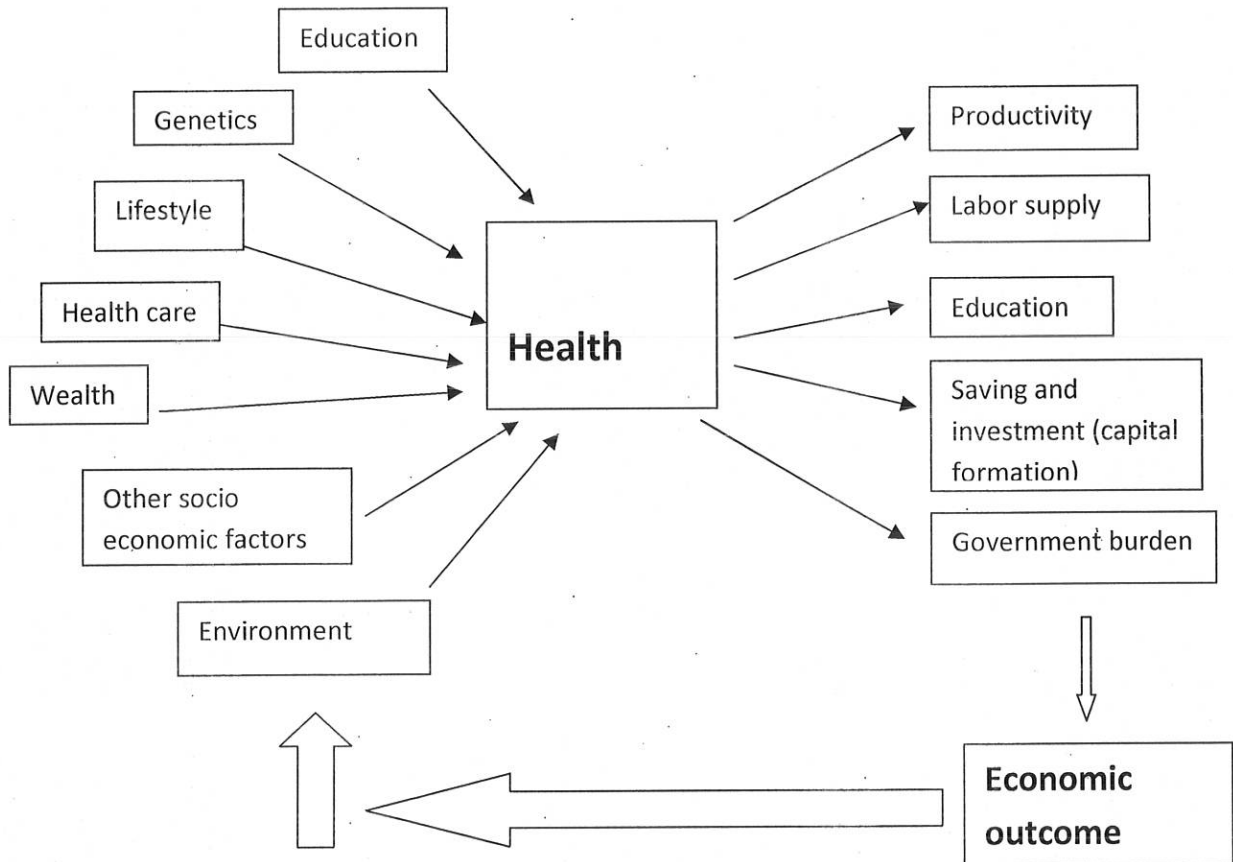 Education
Genetics
Lifestyle
Health care
Wealth
Other socio
economic factors
Environment
Health
Productivity
Labor supply
Education
Saving and
investment (capital
formation)
Government burden
Economic
outcome